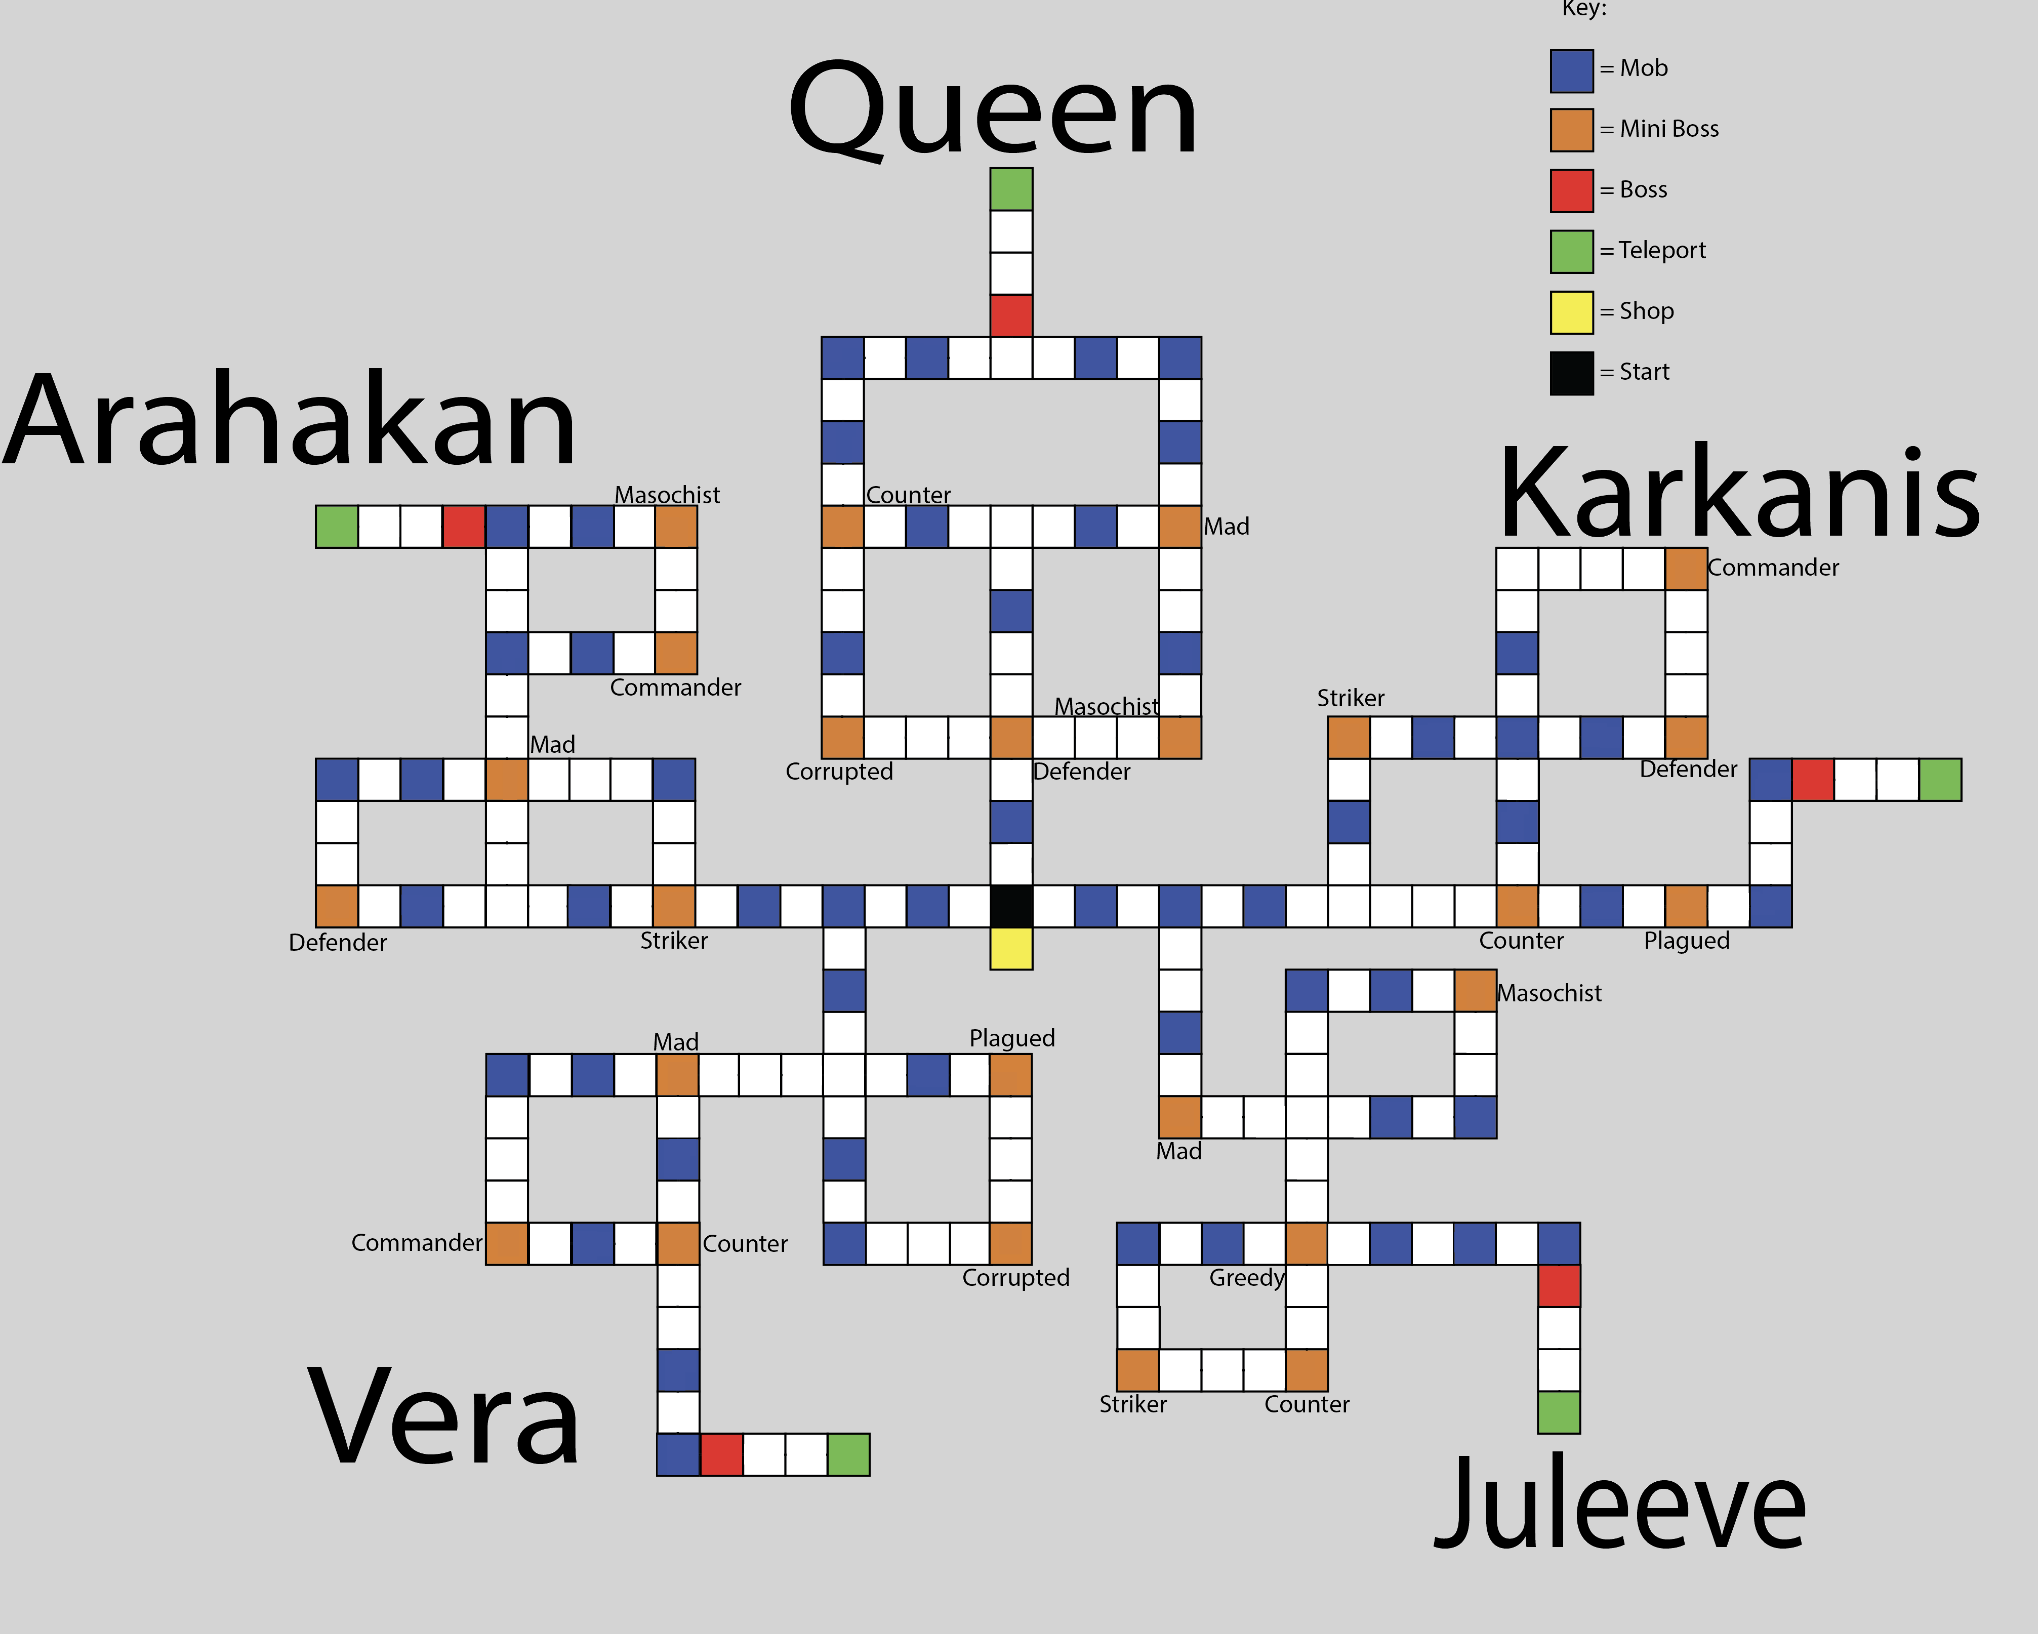 Key:
= Mob
= Mini Boss
= Boss
= Teleport
= Shop
= Start
Queen
Arahakan
Karkanis
Masochist
Counter
Mad
Commander
Commander
Striker
Masochist
Mad
Corrupted
Defender
Defender
Defender
Striker
Counter
Plagued
Masochist
Mad
Plagued
Mad
Commander
Counter
Corrupted
Greedy
Striker
Counter
Vera
Juleeve